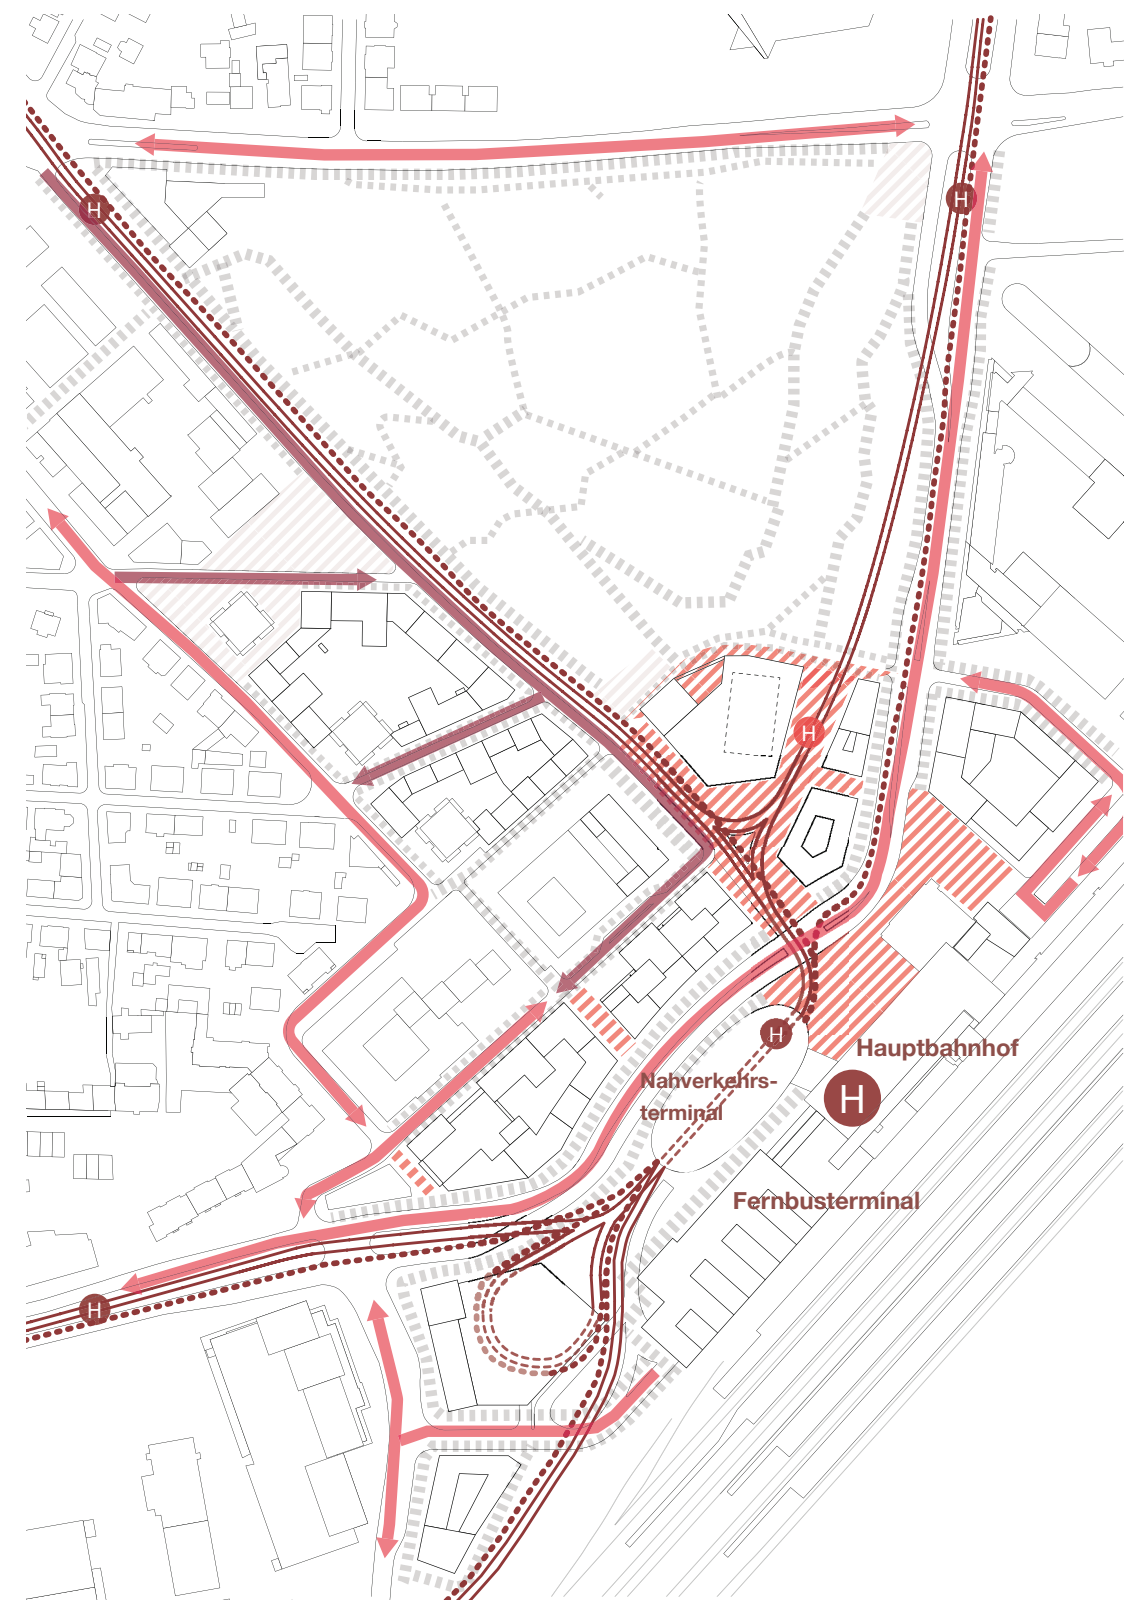 H
H
H
H
Hauptbahnhof
Nahverkehrs-
terminal
H
Fernbusterminal
H